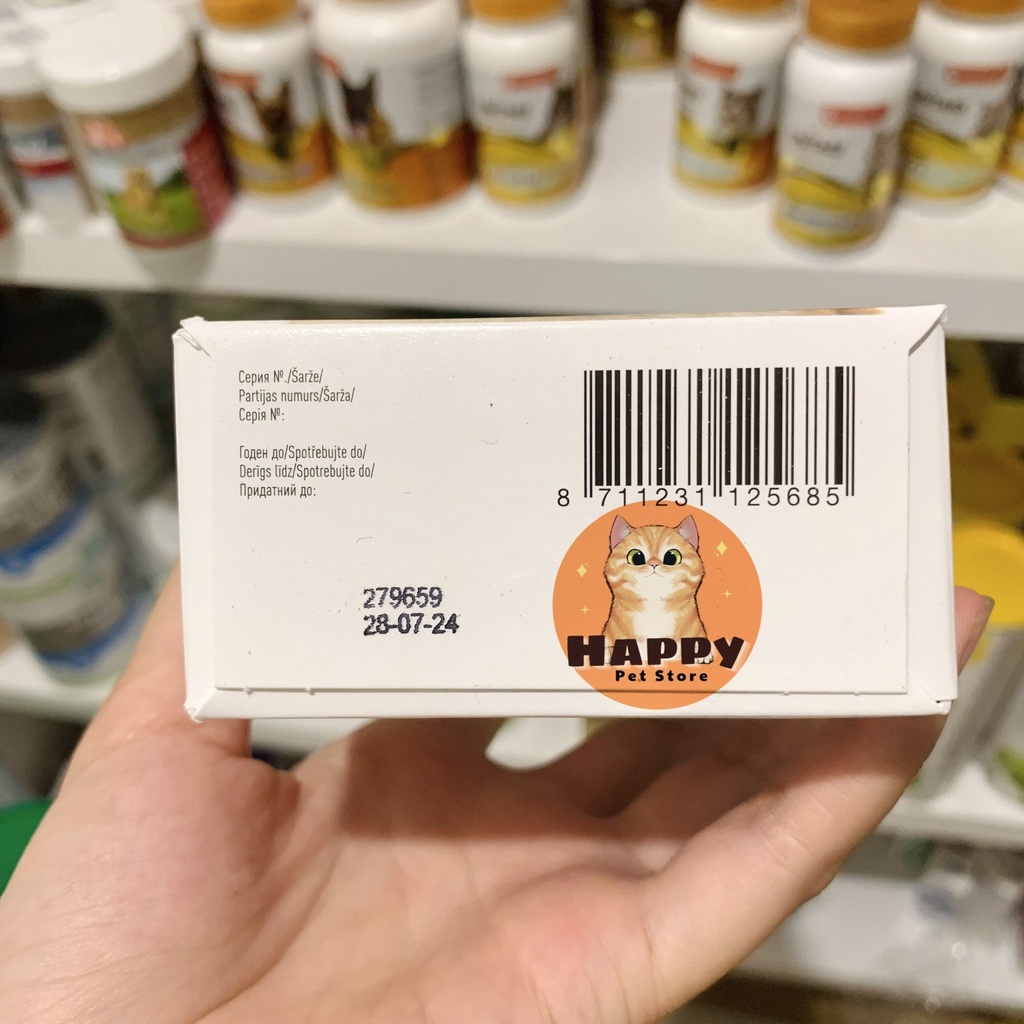 Серия №./Šarže/
Partijas numurs/Šarža/
Серія №:
Годен до/Spotřebujte do/
Derīgs līdz/Spotrebujte do/
Придатний до:
8 711231 125685
279659
28-07-24
HAPPY
Pet Store